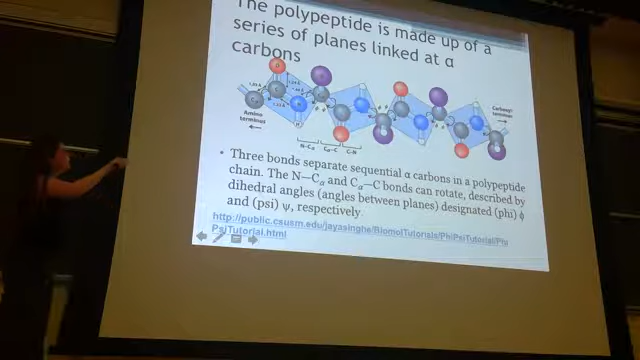 The polypeptide is made up of a
series of planes linked at α
carbons
Amino
terminus
Carboxyl
terminus
N–Cα Cα–C C–N
• Three bonds separate sequential α carbons in a polypeptide
chain. The N—Cα and Cα—C bonds can rotate, described by
dihedral angles (angles between planes) designated (phi) ϕ
and (psi) ψ, respectively.
http://public.csusm.edu/jayasinghe/BiomolTutorials/PhiPsiTutorial/Phi
PsiTutorial.html